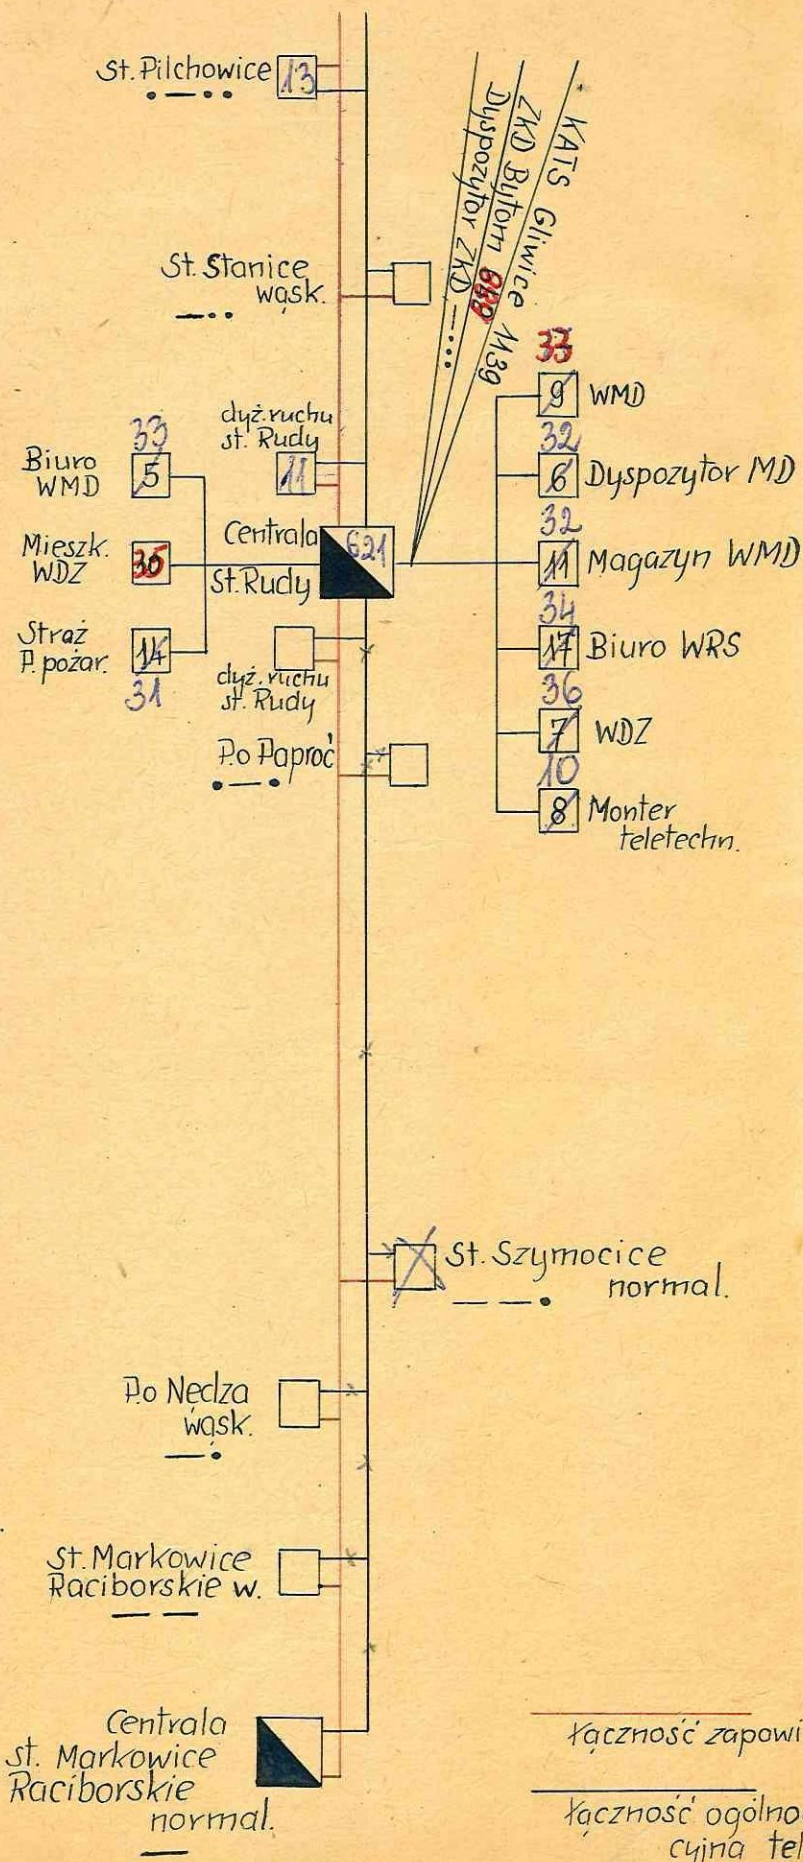 St. Pilchowice 13
•—••
KATS Gliwice 1139
ZKD Bytom
Dyspozytor ZKD —•••
St. Stanice
wąsk.
—••
33
9 WMD
dyż. ruchu
st. Rudy
11
33
Biuro
WMD
5
32
6 Dyspozytor MD
Centrala
St. Rudy
621
Mieszk.
WDZ
32
11 Magazyn WMD
Straż
P. pożar.
14
31
dyż. ruchu
st. Rudy
34
17 Biuro WRS
36
7 WDZ
P.o Paproć
•—•
10
8 Monter
teletechn.
St. Szymocice
normal.
——•
P.o Nędza
wąsk.
—•
St. Markowice
Raciborskie w.
——
Centrala
st. Markowice
Raciborskie
normal.
—
łączność zapowi
łączność ogólno
cyjna tel